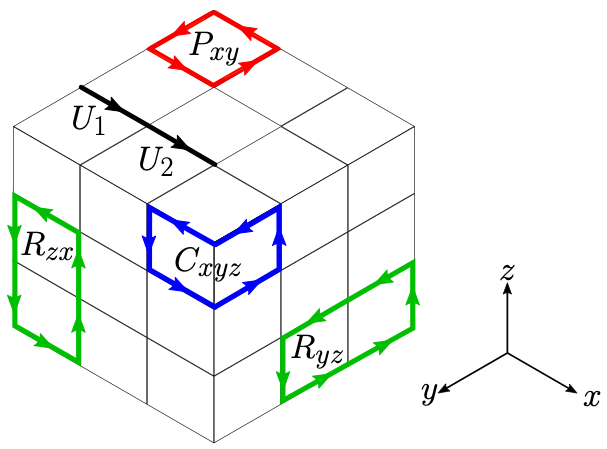 P_{xy}
U_1
U_2
R_{zx}
C_{xyz}
R_{yz}
z
y
x